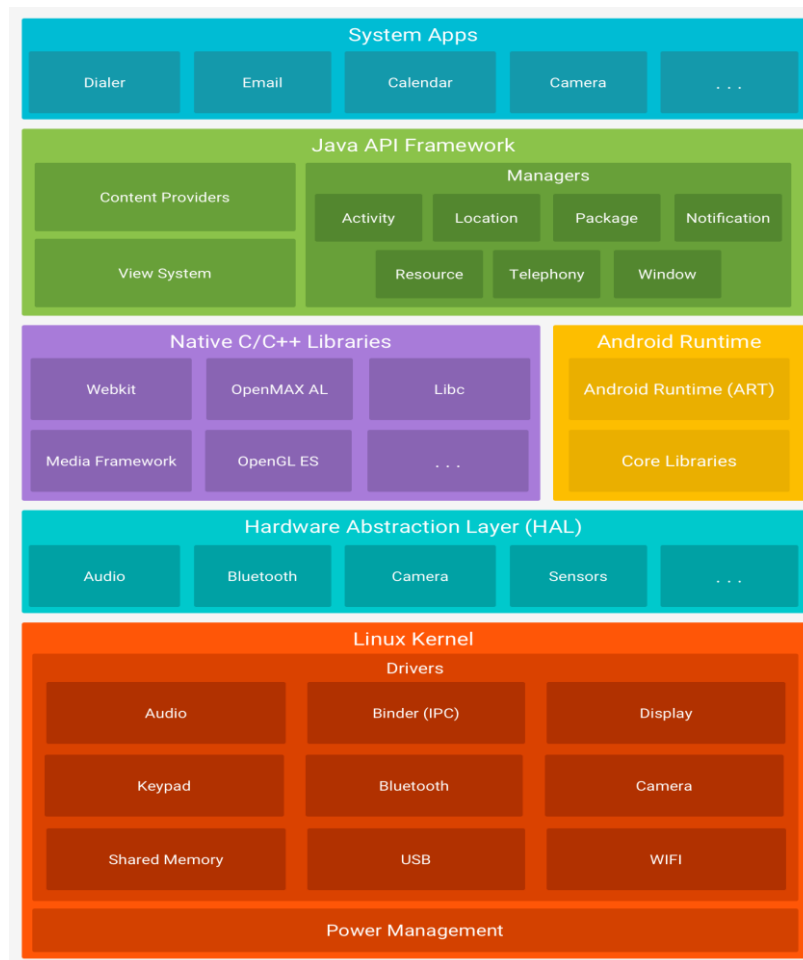 System Apps
Dialer Email Calendar Camera . . .
Java API Framework
Content Providers
View System
Managers
Activity Location Package Notification
Resource Telephony Window
Native C/C++ Libraries
Webkit OpenMAX AL Libc
Media Framework OpenGL ES . . .
Android Runtime
Android Runtime (ART)
Core Libraries
Hardware Abstraction Layer (HAL)
Audio Bluetooth Camera Sensors . . .
Linux Kernel
Drivers
Audio Binder (IPC) Display
Keypad Bluetooth Camera
Shared Memory USB WIFI
Power Management